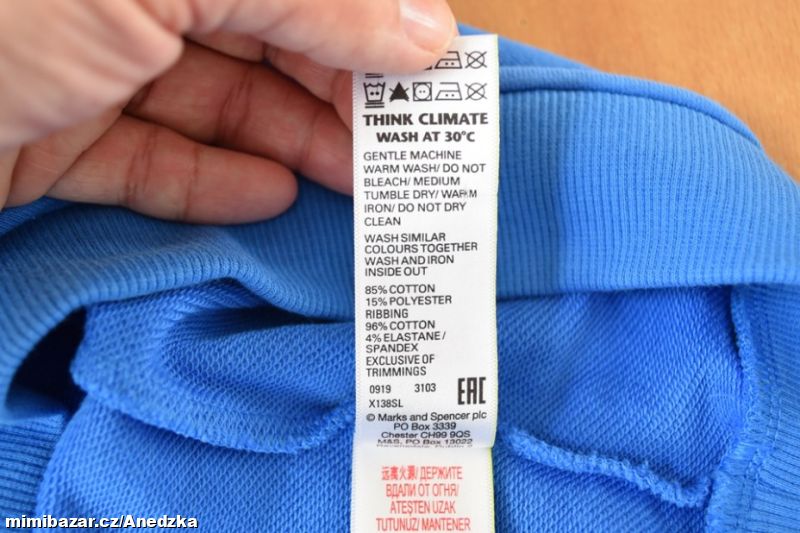 THINK CLIMATE
WASH AT 30°C
GENTLE MACHINE
WARM WASH/ DO NOT
BLEACH/ MEDIUM
TUMBLE DRY/ WARM
IRON/ DO NOT DRY
CLEAN
WASH SIMILAR
COLOURS TOGETHER
WASH AND IRON
INSIDE OUT
85% COTTON
15% POLYESTER
RIBBING
96% COTTON
4% ELASTANE/
SPANDEX
EXCLUSIVE OF
TRIMMINGS
0919 3103
X138SL EAC
© Marks and Spencer plc
PO Box 3339
Chester CH99 9QS
M&S, PO Box 13022
远离火源/ ДЕРЖИТЕ
ВДАЛИ ОТ ОГНЯ/
ATEŞTEN UZAK
TUTUNUZ/ MANTENER
mimibazar.cz/Anedzka